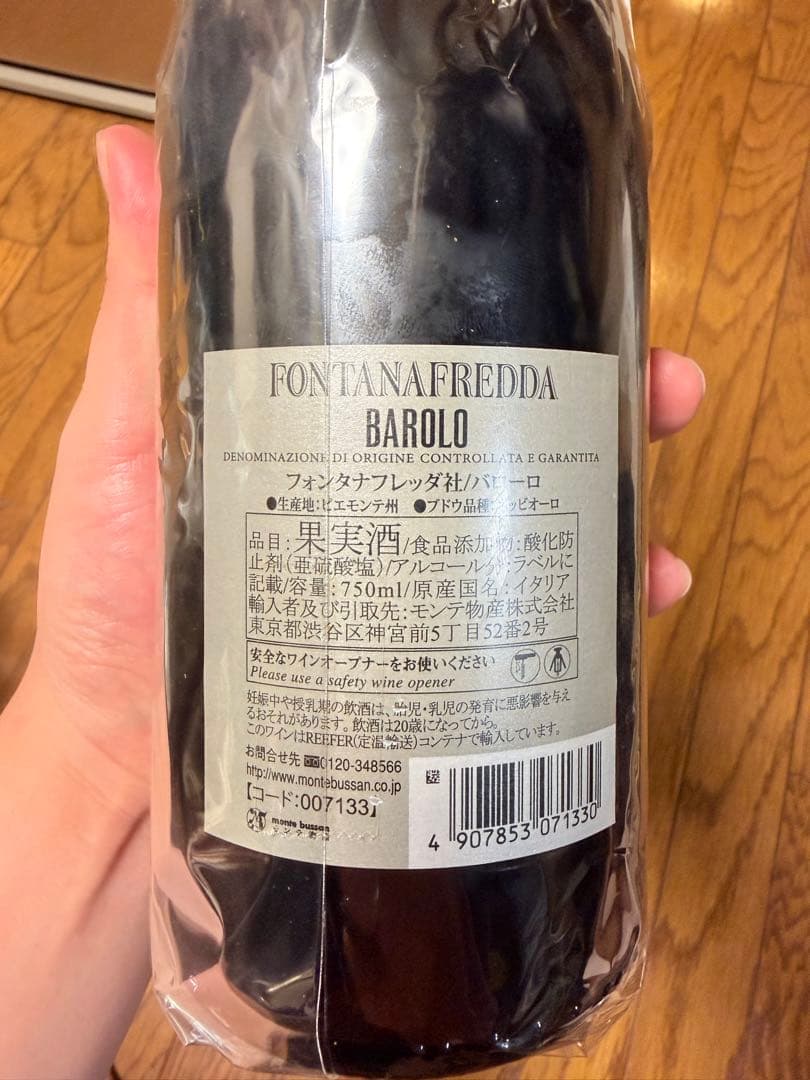 FONTANAFREDDA
BAROLO
DENOMINAZIONE DI ORIGINE CONTROLLATA E GARANTITA
フォンタナフレッダ社/バローロ
●生産地:ピエモンテ州 ●ブドウ品種:ネッビオーロ
品目:果実酒/食品添加物:酸化防
止剤(亜硫酸塩)/アルコール分:ラベルに
記載/容量:750ml/原産国名:イタリア
輸入者及び引取先:モンテ物産株式会社
東京都渋谷区神宮前5丁目52番2号
安全なワインオープナーをお使いください
Please use a safety wine opener
妊娠中や授乳期の飲酒は、胎児・乳児の発育に悪影響を与え
るおそれがあります。飲酒は20歳になってから。
このワインはREEFER(定温輸送)コンテナで輸入しています。
お問合せ先 0120-348566
http://www.montebussan.co.jp
【コード:007133】
monte bussan
モンテ物産
4 907853 071330